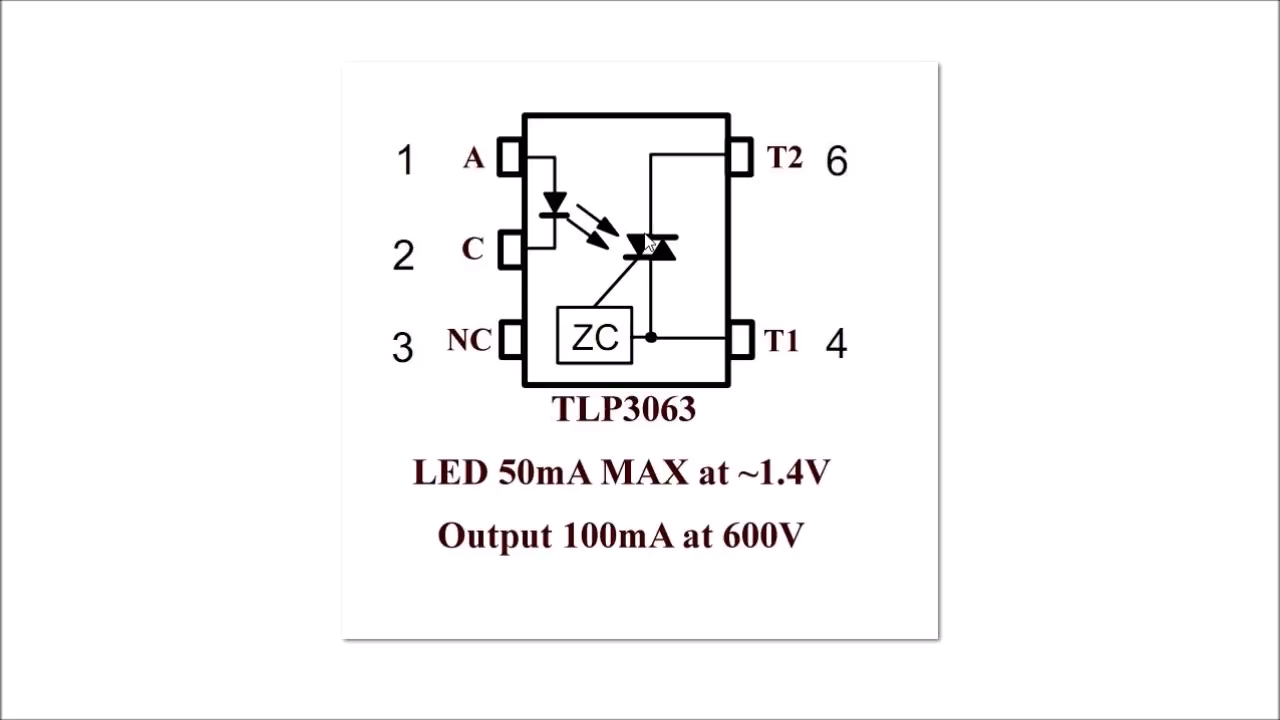 1 A T2 6
2 C
3 NC ZC T1 4
TLP3063
LED 50mA MAX at ~1.4V
Output 100mA at 600V